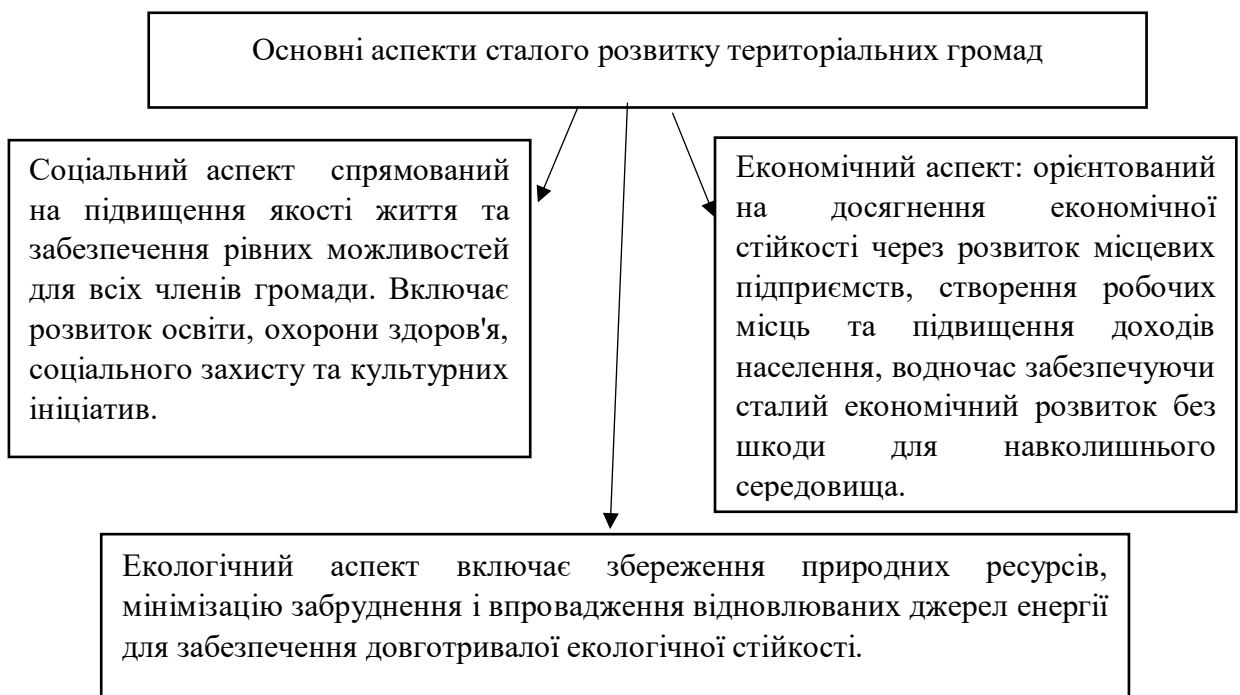 Основні аспекти сталого розвитку територіальних громад
Соціальний аспект спрямований
на підвищення якості життя та
забезпечення рівних можливостей
для всіх членів громади. Включає
розвиток освіти, охорони здоров'я,
соціального захисту та культурних
ініціатив.
Економічний аспект: орієнтований
на досягнення економічної
стійкості через розвиток місцевих
підприємств, створення робочих
місць та підвищення доходів
населення, водночас забезпечуючи
сталий економічний розвиток без
шкоди для навколишнього
середовища.
Екологічний аспект включає збереження природних ресурсів,
мінімізацію забруднення і впровадження відновлюваних джерел енергії
для забезпечення довготривалої екологічної стійкості.